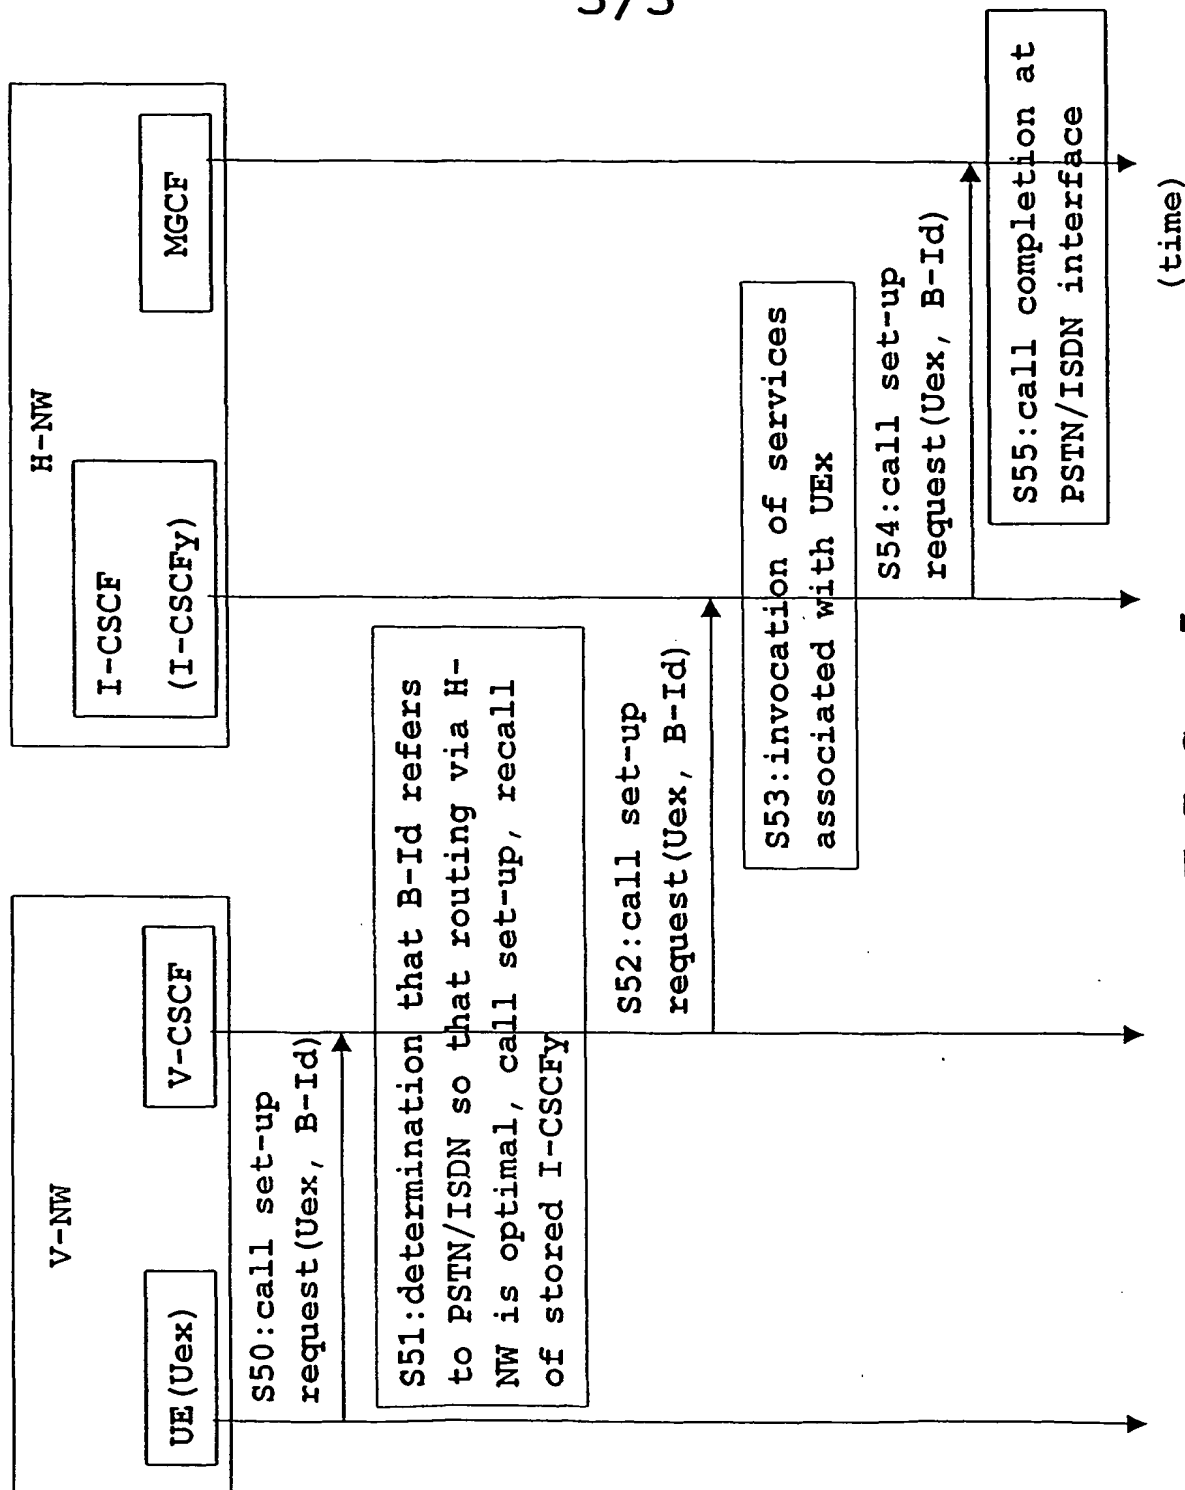 V-NW
H-NW
UE(Uex)
V-CSCF
I-CSCF
(I-CSCFy)
MGCF
S50:call set-up
request(Uex, B-Id)
S51:determination that B-Id refers
to PSTN/ISDN so that routing via H-
NW is optimal, call set-up, recall
of stored I-CSCFy
S52:call set-up
request(Uex, B-Id)
S53:invocation of services
associated with UEx
S54:call set-up
request(Uex, B-Id)
S55:call completion at
PSTN/ISDN interface
(time)